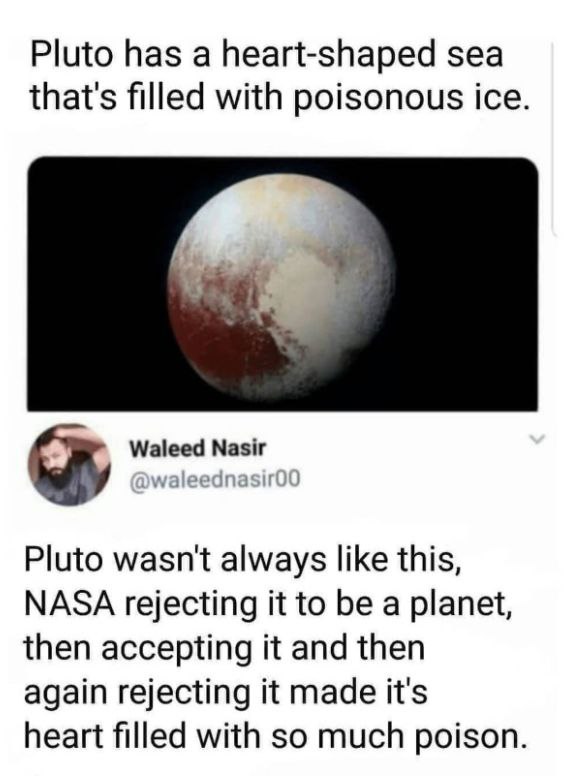 Pluto has a heart-shaped sea
that's filled with poisonous ice.
Waleed Nasir
@waleednasir00
Pluto wasn't always like this,
NASA rejecting it to be a planet,
then accepting it and then
again rejecting it made it's
heart filled with so much poison.